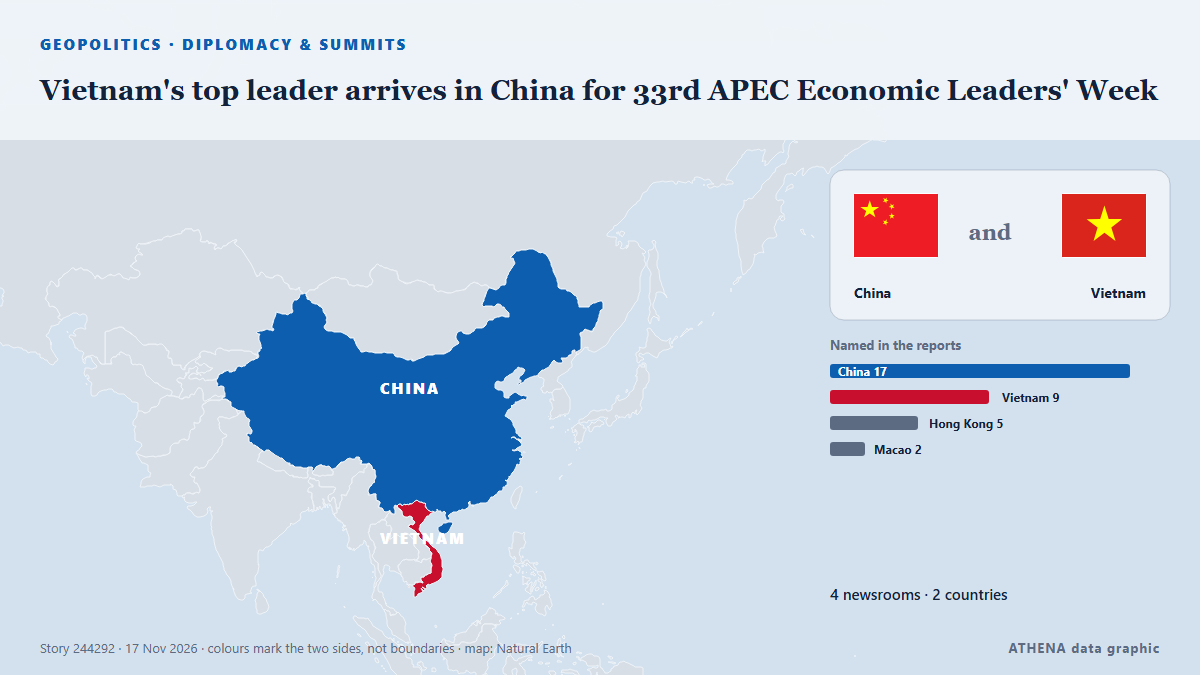 GEOPOLITICS · DIPLOMACY & SUMMITS
Vietnam's top leader arrives in China for 33rd APEC Economic Leaders' Week
and
China
Vietnam
Named in the reports
China 17
Vietnam 9
Hong Kong 5
Macao 2
CHINA
VIETNAM
4 newsrooms · 2 countries
Story 244292 · 17 Nov 2026 · colours mark the two sides, not boundaries · map: Natural Earth
ATHENA data graphic